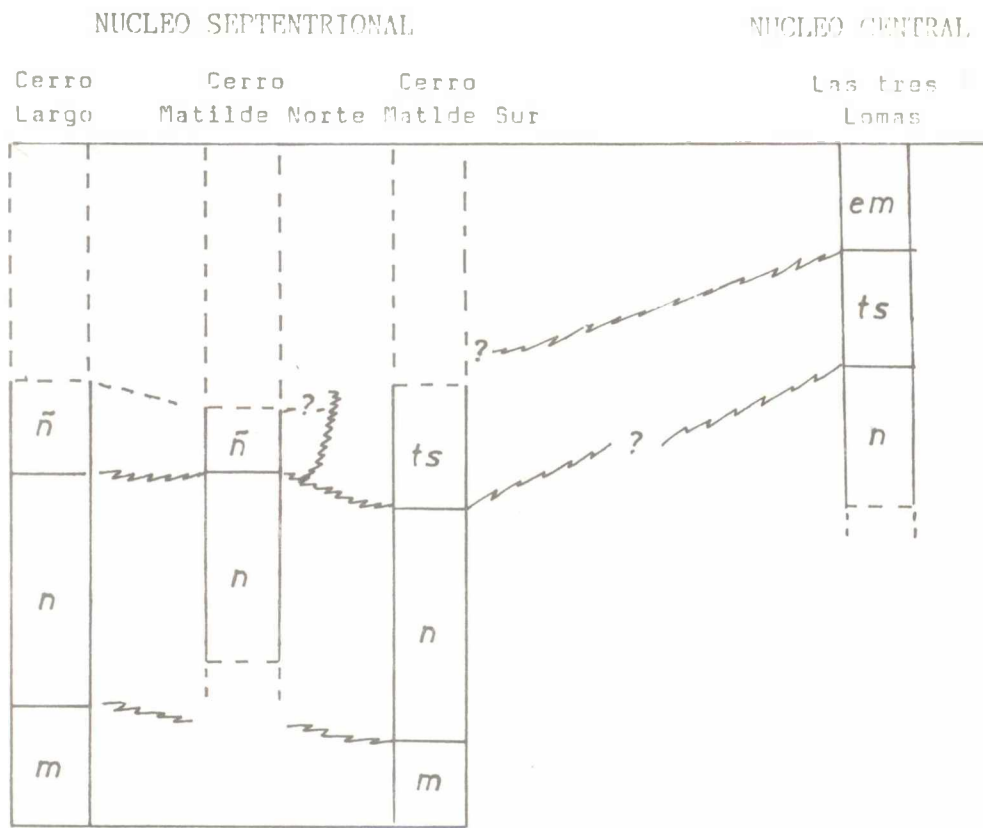 NUCLEO SEPTENTRIONAL NUCLEO CENTRAL
Cerro Cerro Cerro Las tres
Largo Matilde Norte Matlde Sur Lomas
em
ts
?
ñ ? ñ ts ? n
n n n
m m